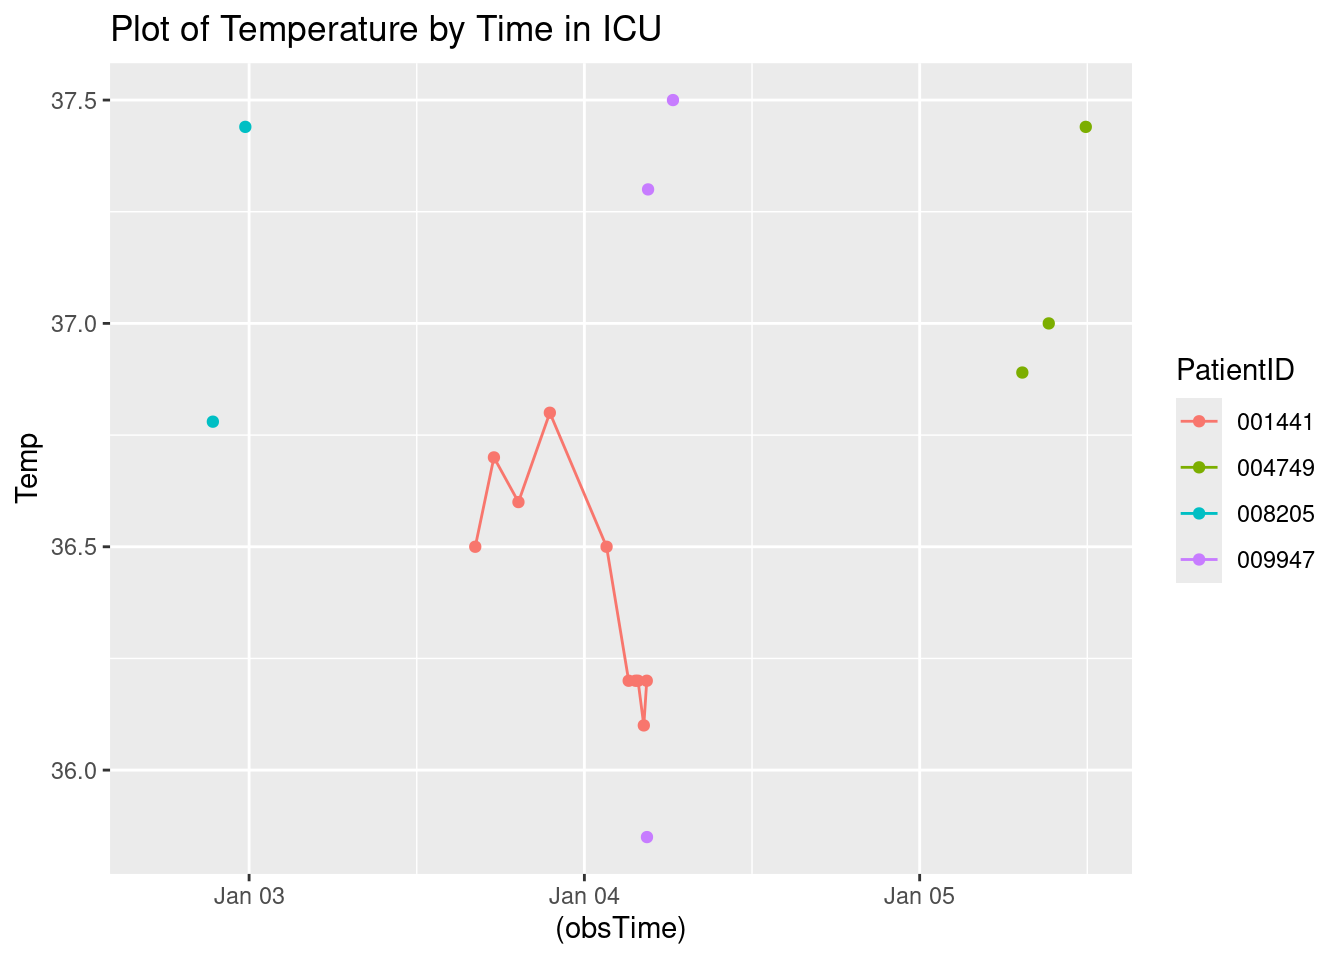 Plot of Temperature by Time in ICU
37.5
37.0
36.5
36.0
Temp
Jan 03
Jan 04
Jan 05
(obsTime)
PatientID
001441
004749
008205
009947